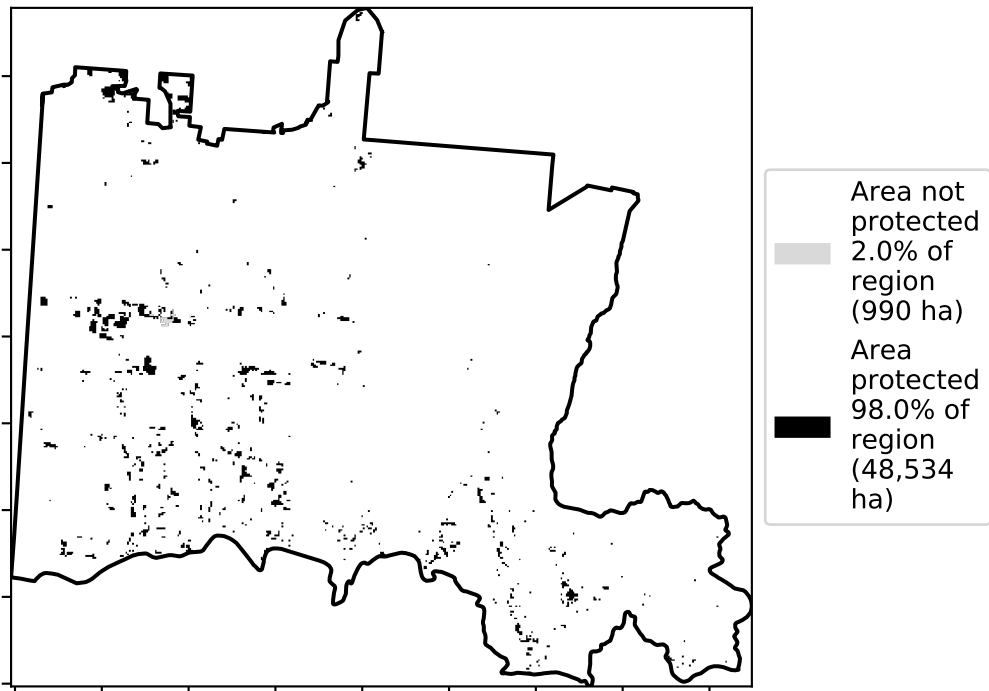 Area not
protected
2.0% of
region
(990 ha)
Area
protected
98.0% of
region
(48,534
ha)